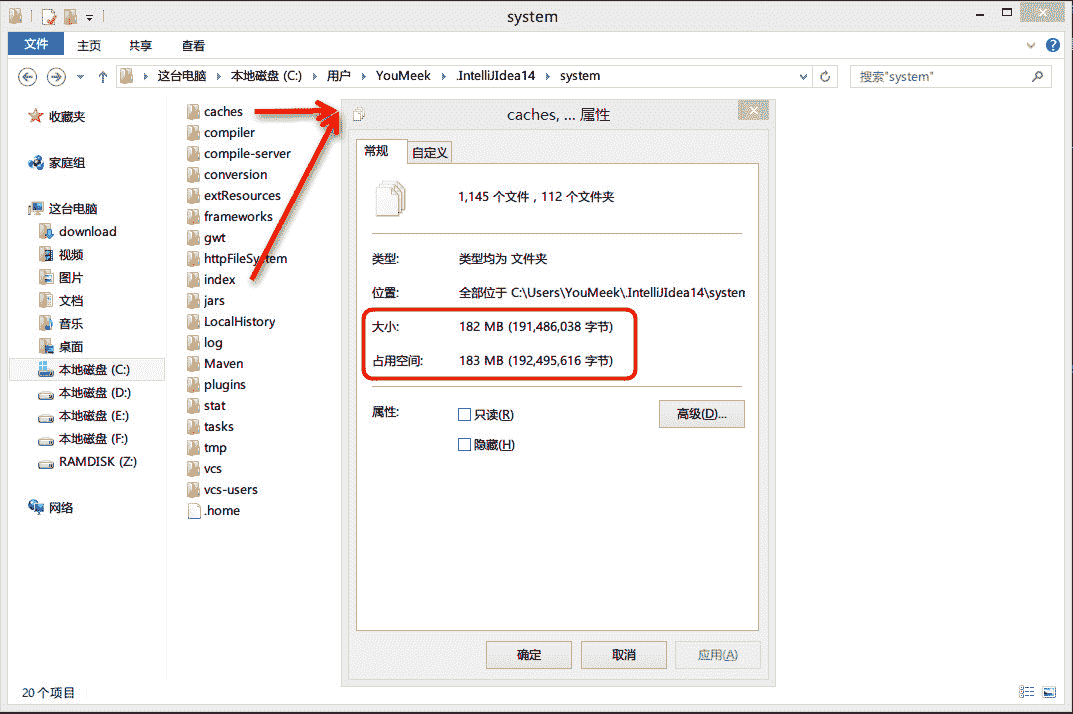 system
文件 主页 共享 查看
这台电脑 本地磁盘 (C:) 用户 YouMeek .IntelliJIdea14 system
搜索"system"
收藏夹
家庭组
这台电脑
download
视频
图片
文档
音乐
桌面
本地磁盘 (C:)
本地磁盘 (D:)
本地磁盘 (E:)
本地磁盘 (F:)
RAMDISK (Z:)
网络
caches
compiler
compile-server
conversion
extResources
frameworks
gwt
httpFileSystem
index
jars
LocalHistory
log
Maven
plugins
stat
tasks
tmp
vcs
vcs-users
.home
caches, ... 属性
常规 自定义
1,145 个文件，112 个文件夹
类型: 类型均为 文件夹
位置: 全部位于 C:\Users\YouMeek\.IntelliJIdea14\system
大小: 182 MB (191,486,038 字节)
占用空间: 183 MB (192,495,616 字节)
属性: 只读(R) 高级(D)...
隐藏(H)
确定 取消 应用(A)
20 个项目